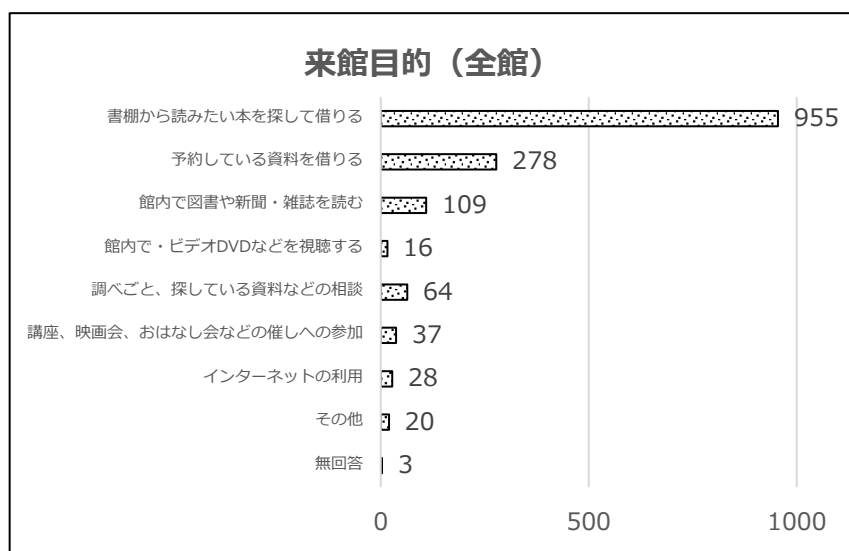 来館目的（全館）
書棚から読みたい本を探して借りる 955
予約している資料を借りる 278
館内で図書や新聞・雑誌を読む 109
館内で・ビデオDVDなどを視聴する 16
調べごと、探している資料などの相談 64
講座、映画会、おはなし会などの催しへの参加 37
インターネットの利用 28
その他 20
無回答 3
0 500 1000